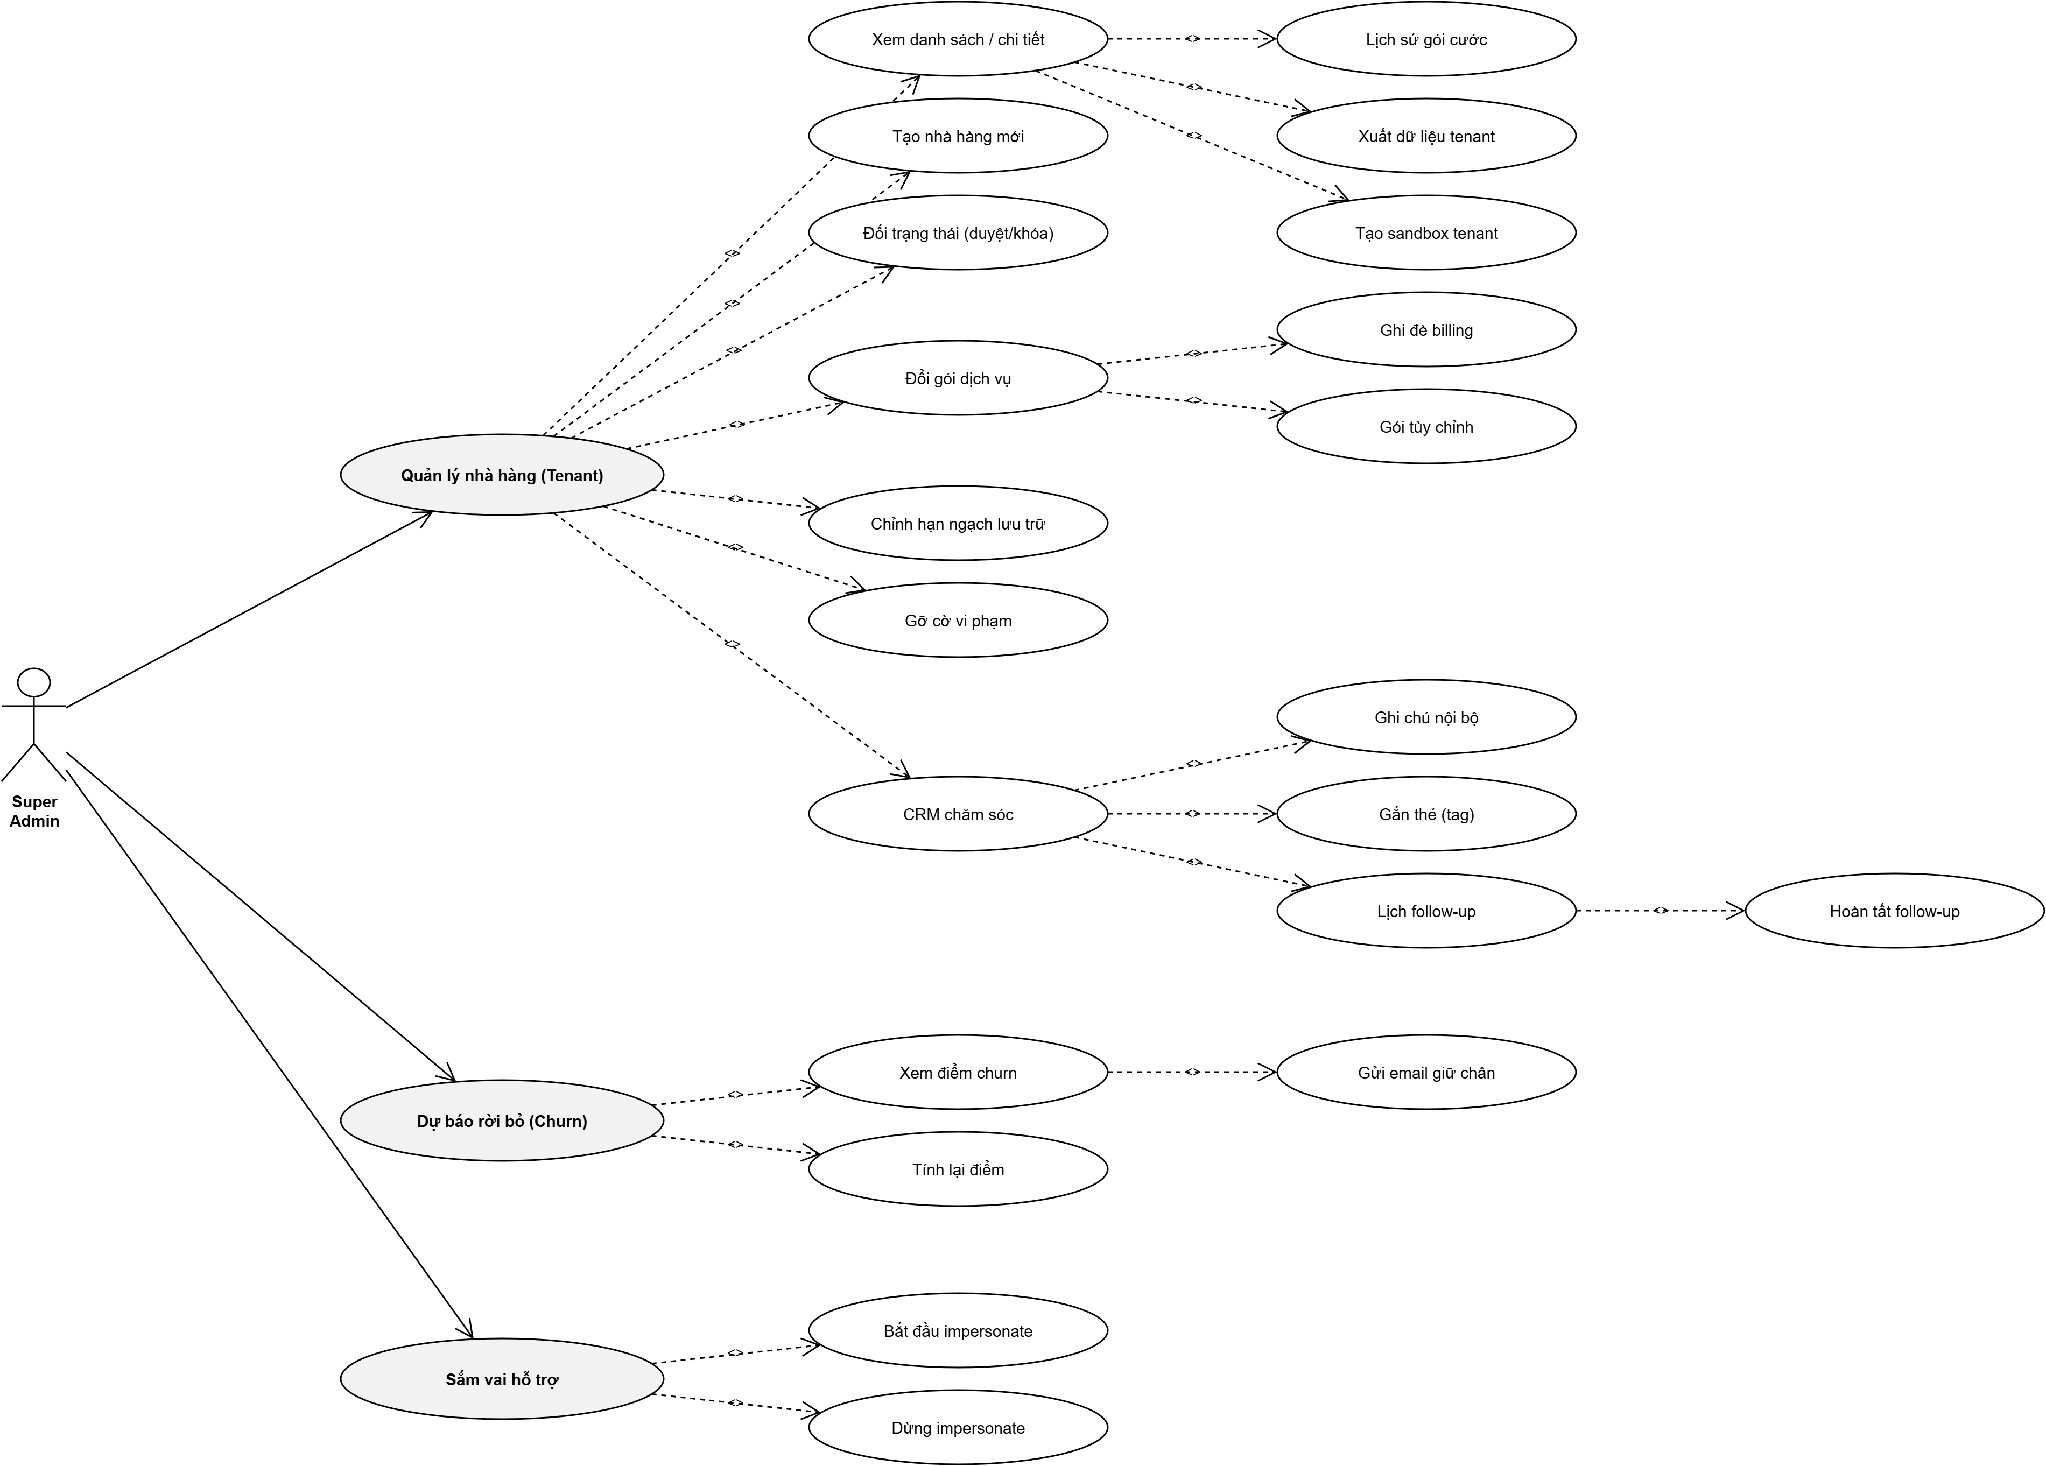 Xem danh sách / chi tiết
Lịch sử gói cước
Tạo nhà hàng mới
Xuất dữ liệu tenant
Đổi trạng thái (duyệt/khóa)
Tạo sandbox tenant
Ghi đè billing
Đổi gói dịch vụ
Gói tùy chỉnh
Quản lý nhà hàng (Tenant)
Chỉnh hạn ngạch lưu trữ
Gỡ cờ vi phạm
Ghi chú nội bộ
Super
Admin
CRM chăm sóc
Gắn thẻ (tag)
Lịch follow-up
Hoàn tất follow-up
Xem điểm churn
Gửi email giữ chân
Dự báo rời bỏ (Churn)
Tính lại điểm
Bắt đầu impersonate
Sắm vai hỗ trợ
Dừng impersonate